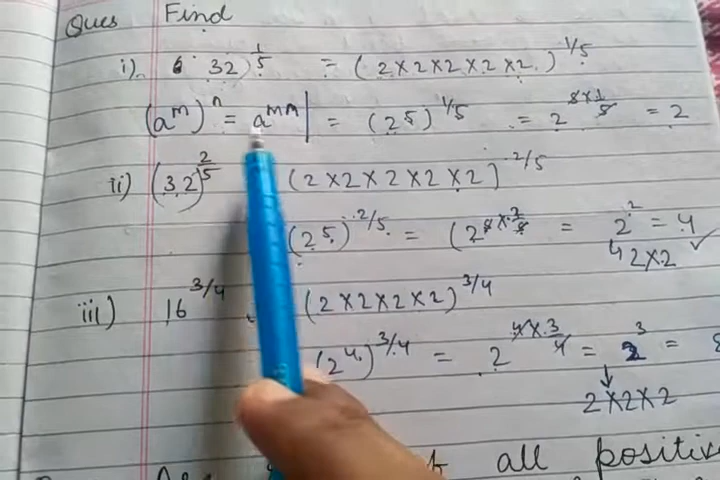 Ques Find
i). 6 32)^{1/5} = (2×2×2×2×2)^{1/5}
(a^m)^n = a^{mn} | = (2^5)^{1/5} = 2^{5×1/5} = 2
ii) (32)^{2/5} (2×2×2×2×2)^{2/5}
(2^5)^{2/5} = (2^{5×2/5} = 2^2 = 4
2×2 ✓
iii) 16^{3/4} (2×2×2×2)^{3/4}
(2^4)^{3/4} = 2^{4×3/4} = 2^3 =
2×2×2
all positive